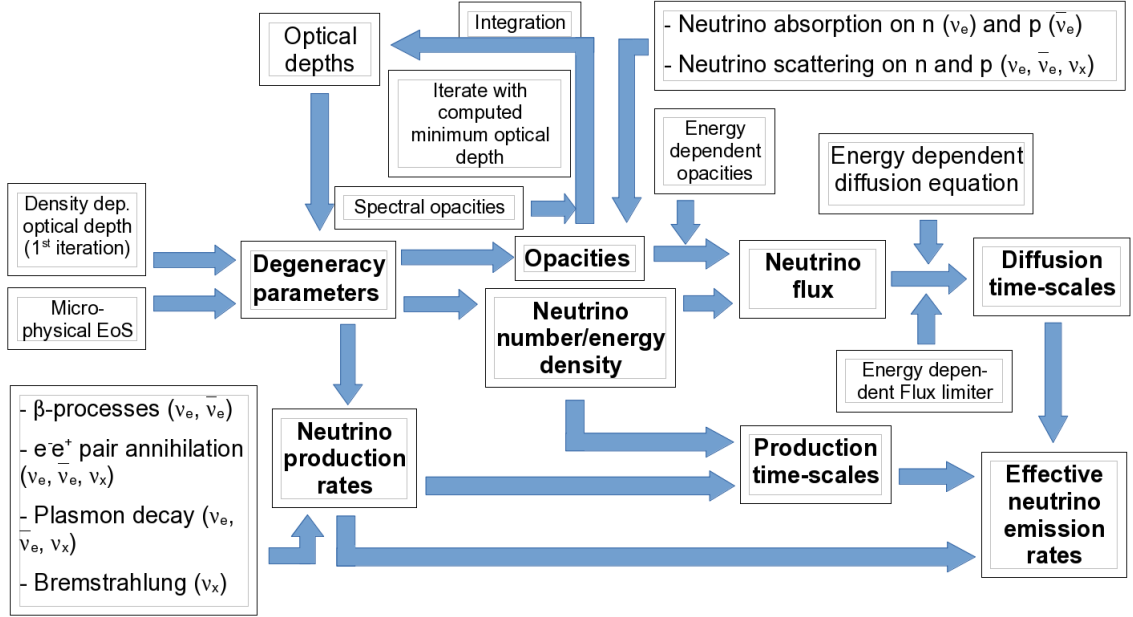 Optical
depths
Integration
- Neutrino absorption on n (νₑ) and p (ν̅ₑ)
- Neutrino scattering on n and p (νₑ, ν̅ₑ, νₓ)
Iterate with
computed
minimum optical
depth
Energy
dependent
opacities
Energy dependent
diffusion equation
Density dep.
optical depth
(1ˢᵗ iteration)
Spectral opacities
Degeneracy
parameters
Opacities
Neutrino
flux
Diffusion
time-scales
Micro-
physical EoS
Neutrino
number/energy
density
Energy depen-
dent Flux limiter
- β-processes (νₑ, ν̅ₑ)
- e⁻e⁺ pair annihilation
(νₑ, ν̅ₑ, νₓ)
- Plasmon decay (νₑ,
ν̅ₑ, νₓ)
- Bremstrahlung (νₓ)
Neutrino
production
rates
Production
time-scales
Effective
neutrino
emission
rates